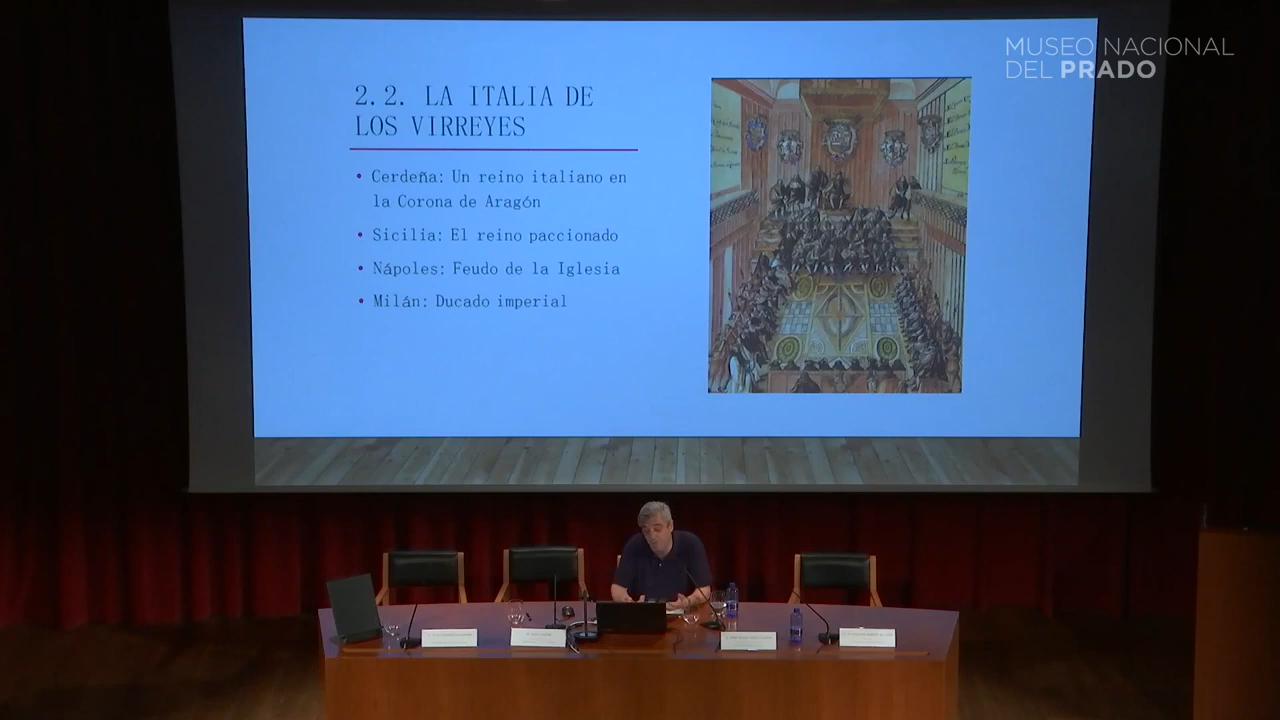 MUSEO NACIONAL
DEL PRADO
2.2. LA ITALIA DE
LOS VIRREYES
• Cerdeña: Un reino italiano en
la Corona de Aragón
• Sicilia: El reino paccionado
• Nápoles: Feudo de la Iglesia
• Milán: Ducado imperial